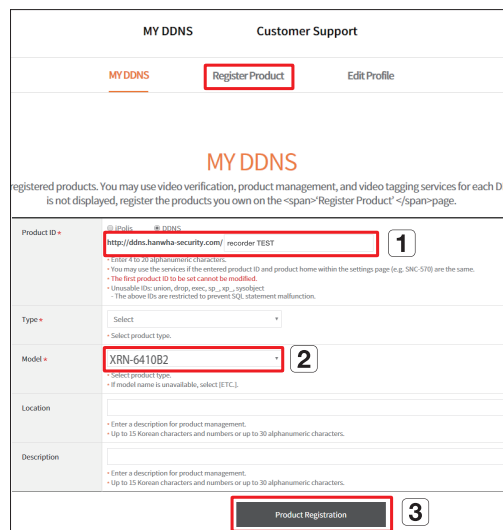 MY DDNS Customer Support
MY DDNS Register Product Edit Profile
MY DDNS
registered products. You may use video verification, product management, and video tagging services for each D
is not displayed, register the products you own on the <span>'Register Product' </span>page.
Product ID *
iPolis DDNS
http://ddns.hanwha-security.com/ recorder TEST
1
• Enter 4 to 20 alphanumeric characters.
• You may use the services if the entered product ID and product home within the settings page (e.g. SNC-570) are the same.
• The first product ID to be set cannot be modified.
• Unusable IDs: union, drop, exec, sp_, xp_, sysobject
- The above IDs are restricted to prevent SQL statement malfunction.
Type *
Select
• Select product type.
Model *
XRN-6410B2
2
• Select product type.
• If model name is unavailable, select [ETC.].
Location
• Enter a description for product management.
• Up to 15 Korean characters and numbers or up to 30 alphanumeric characters.
Description
• Enter a description for product management.
• Up to 15 Korean characters and numbers or up to 30 alphanumeric characters.
Product Registration
3